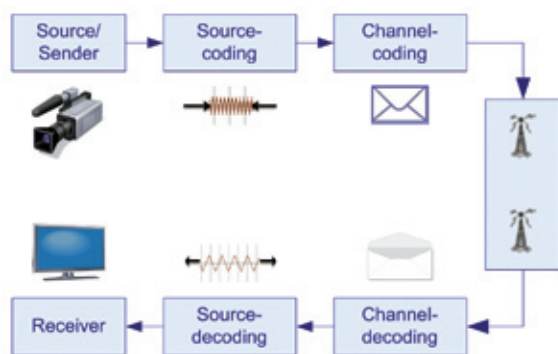 Source/
Sender
Source-
coding
Channel-
coding
Receiver
Source-
decoding
Channel-
decoding